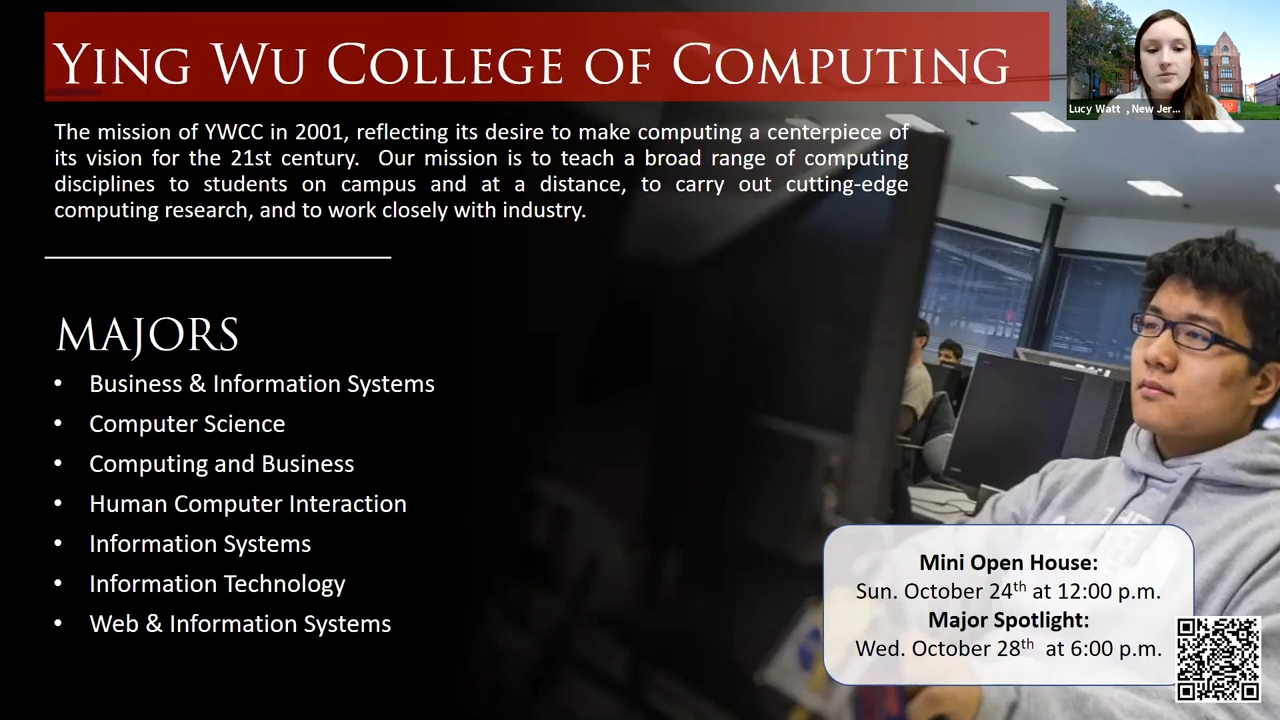 YING WU COLLEGE OF COMPUTING
Lucy Watt , New Jer...
The mission of YWCC in 2001, reflecting its desire to make computing a centerpiece of
its vision for the 21st century. Our mission is to teach a broad range of computing
disciplines to students on campus and at a distance, to carry out cutting-edge
computing research, and to work closely with industry.
MAJORS
• Business & Information Systems
• Computer Science
• Computing and Business
• Human Computer Interaction
• Information Systems
• Information Technology
• Web & Information Systems
Mini Open House:
Sun. October 24th at 12:00 p.m.
Major Spotlight:
Wed. October 28th at 6:00 p.m.